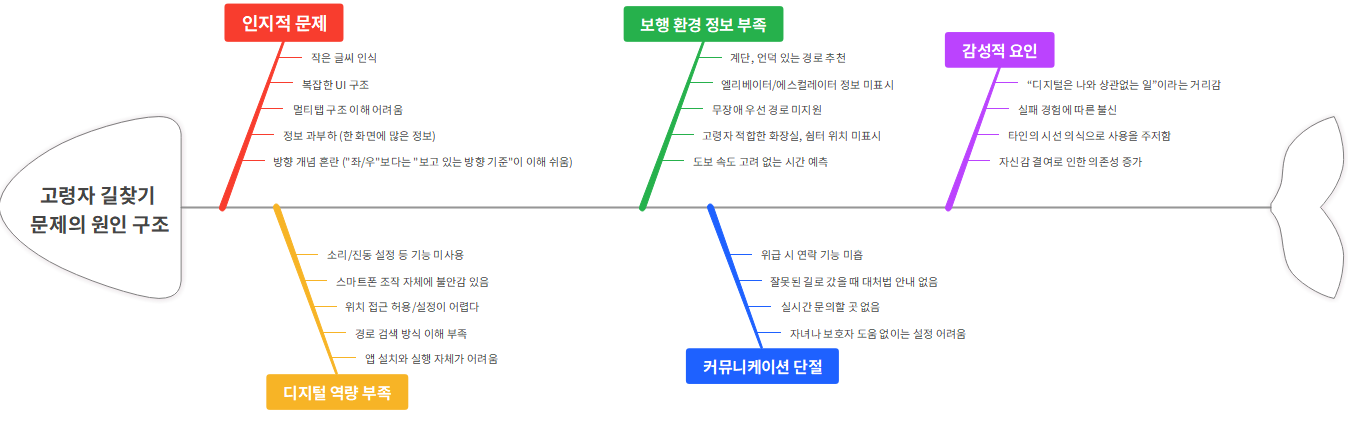 고령자 길찾기
문제의 원인 구조
인지적 문제
작은 글씨 인식
복잡한 UI 구조
멀티탭 구조 이해 어려움
정보 과부하 (한 화면에 많은 정보)
방향 개념 혼란 ("좌/우"보다는 "보고 있는 방향 기준"이 이해 쉬움)
보행 환경 정보 부족
계단, 언덕 있는 경로 추천
엘리베이터/에스컬레이터 정보 미표시
무장애 우선 경로 미지원
고령자 적합한 화장실, 쉼터 위치 미표시
도보 속도 고려 없는 시간 예측
감성적 요인
“디지털은 나와 상관없는 일”이라는 거리감
실패 경험에 따른 불신
타인의 시선 의식으로 사용을 주저함
자신감 결여로 인한 의존성 증가
소리/진동 설정 등 기능 미사용
스마트폰 조작 자체에 불안감 있음
위치 접근 허용/설정이 어렵다
경로 검색 방식 이해 부족
앱 설치와 실행 자체가 어려움
디지털 역량 부족
위급 시 연락 기능 미흡
잘못된 길로 갔을 때 대처법 안내 없음
실시간 문의할 곳 없음
자녀나 보호자 도움 없이는 설정 어려움
커뮤니케이션 단절